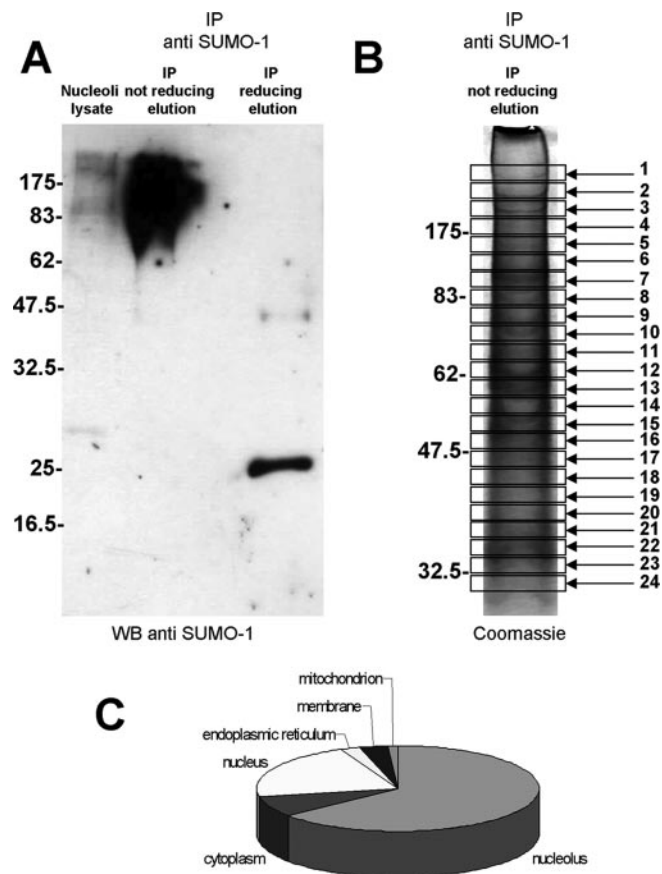 IP
anti SUMO-1
A
Nucleoli
lysate
IP
not reducing
elution
IP
reducing
elution
175-
83-
62-
47.5-
32.5-
25-
16.5-
WB anti SUMO-1
IP
anti SUMO-1
B
IP
not reducing
elution
175-
83-
62-
47.5-
32.5-
1
2
3
4
5
6
7
8
9
10
11
12
13
14
15
16
17
18
19
20
21
22
23
24
Coomassie
C
mitochondrion
membrane
endoplasmic reticulum
nucleus
cytoplasm
nucleolus